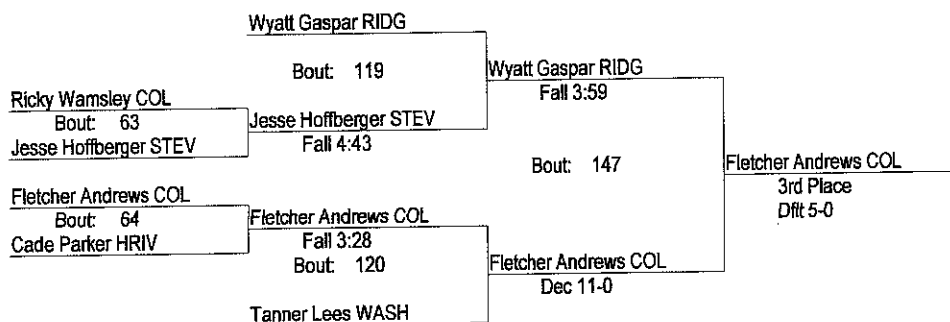 Wyatt Gaspar RIDG
Bout: 119
Wyatt Gaspar RIDG
Fall 3:59
Ricky Wamsley COL
Bout: 63
Jesse Hoffberger STEV
Jesse Hoffberger STEV
Fall 4:43
Bout: 147
Fletcher Andrews COL
3rd Place
Dflt 5-0
Fletcher Andrews COL
Bout: 64
Cade Parker HRIV
Fletcher Andrews COL
Fall 3:28
Bout: 120
Fletcher Andrews COL
Dec 11-0
Tanner Lees WASH